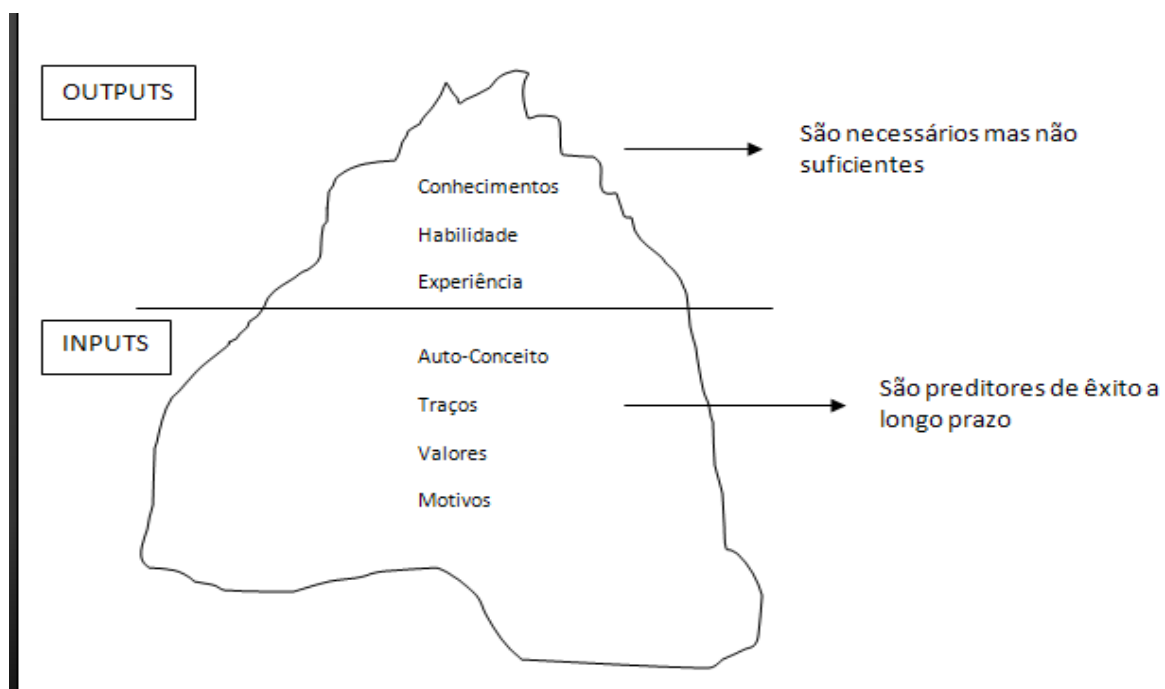 OUTPUTS
São necessários mas não
suficientes
Conhecimentos
Habilidade
Experiência
INPUTS
Auto-Conceito
Traços
São preditores de êxito a
longo prazo
Valores
Motivos